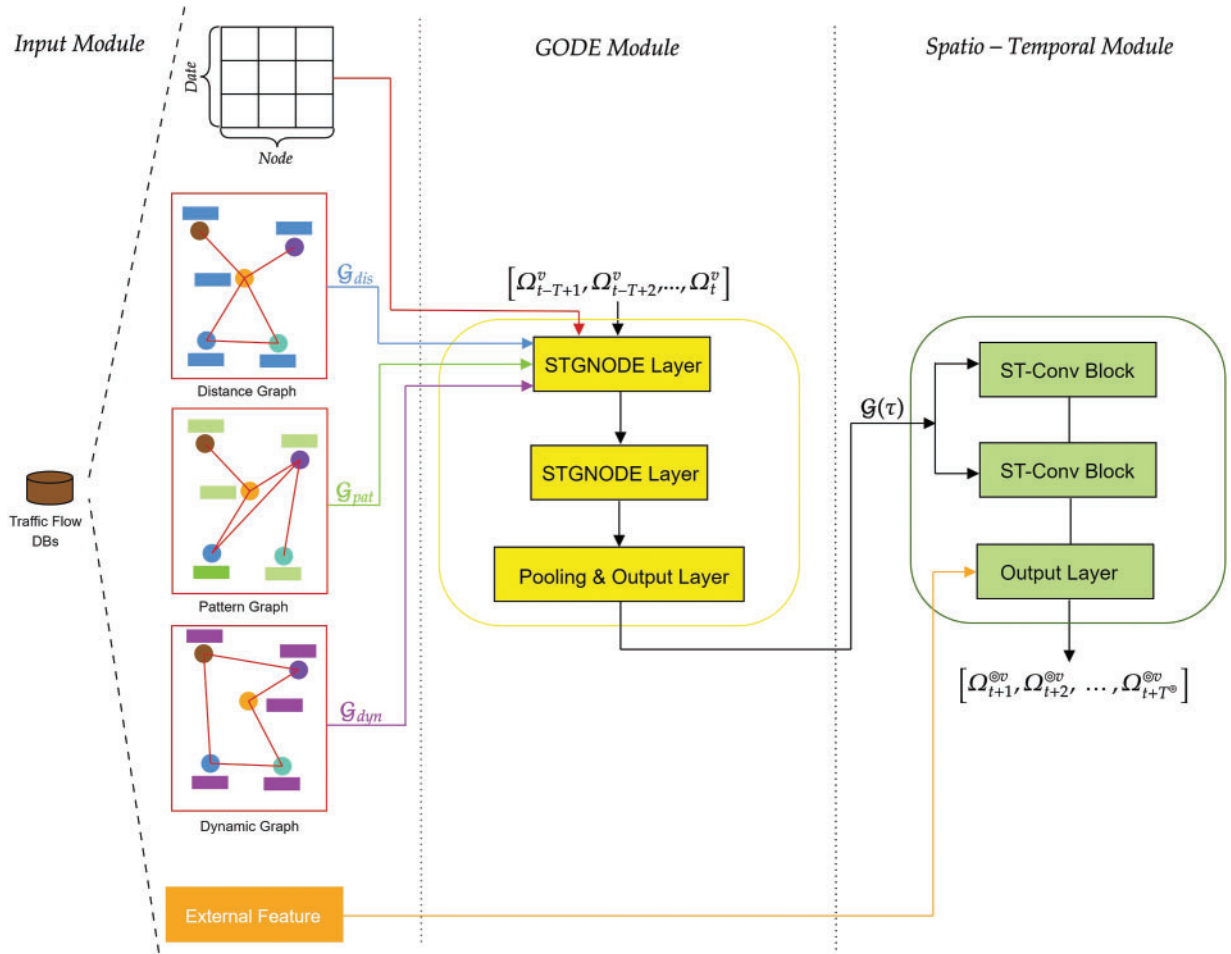 Input Module
GODE Module
Spatio – Temporal Module
Date
Node
𝒢dis
Distance Graph
𝒢pat
Pattern Graph
𝒢dyn
Dynamic Graph
Traffic Flow
DBs
External Feature
[Ωᵛₜ₋T₊₁, Ωᵛₜ₋T₊₂,..., Ωᵛₜ]
STGNODE Layer
STGNODE Layer
Pooling & Output Layer
𝒢(τ)
ST-Conv Block
ST-Conv Block
Output Layer
[Ω^{⊚v}_{t+1}, Ω^{⊚v}_{t+2}, … , Ω^{⊚v}_{t+T^⊚}]